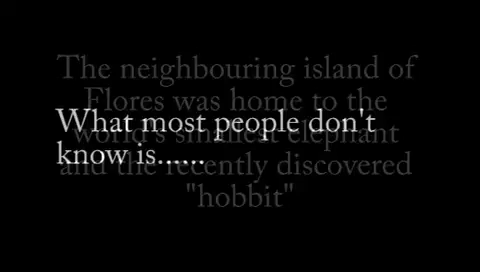 The neighbouring island of
Flores was home to the
What most people don't
world's smallest elephant
know is......
and the recently discovered
"hobbit"